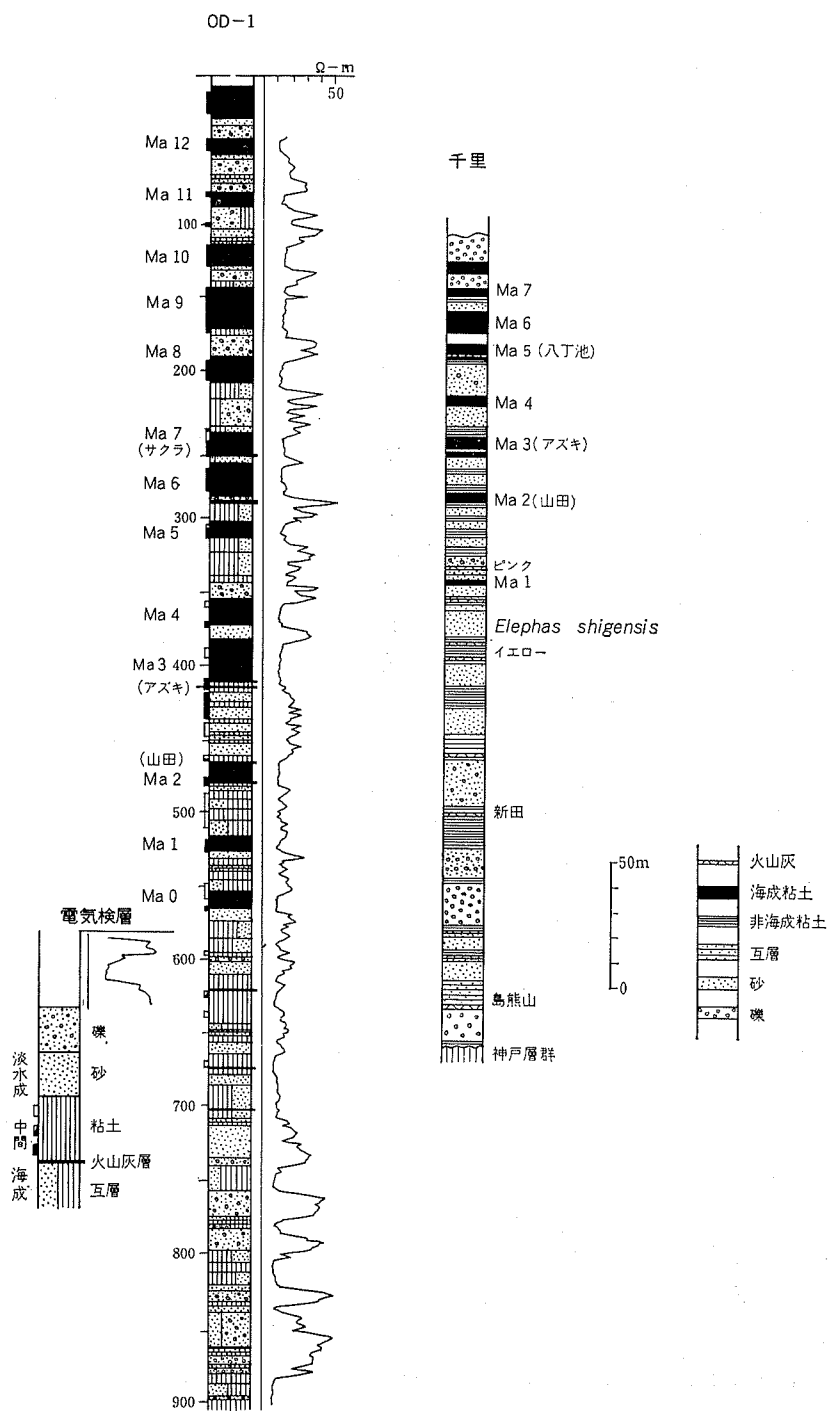 OD-1
Ω-m
50
Ma 12
Ma 11
100
Ma 10
Ma 9
Ma 8
200
Ma 7
(サクラ)
Ma 6
300
Ma 5
Ma 4
Ma 3 400
(アズキ)
(山田)
Ma 2
500
Ma 1
Ma 0
600
700
800
900
電気検層
礫
砂
粘土
火山灰層
互層
淡水成
中間
海成
千里
Ma 7
Ma 6
Ma 5 (八丁池)
Ma 4
Ma 3 (アズキ)
Ma 2 (山田)
ピンク
Ma 1
Elephas shigensis
イエロー
新田
島熊山
神戸層群
50m
0
火山灰
海成粘土
非海成粘土
互層
砂
礫